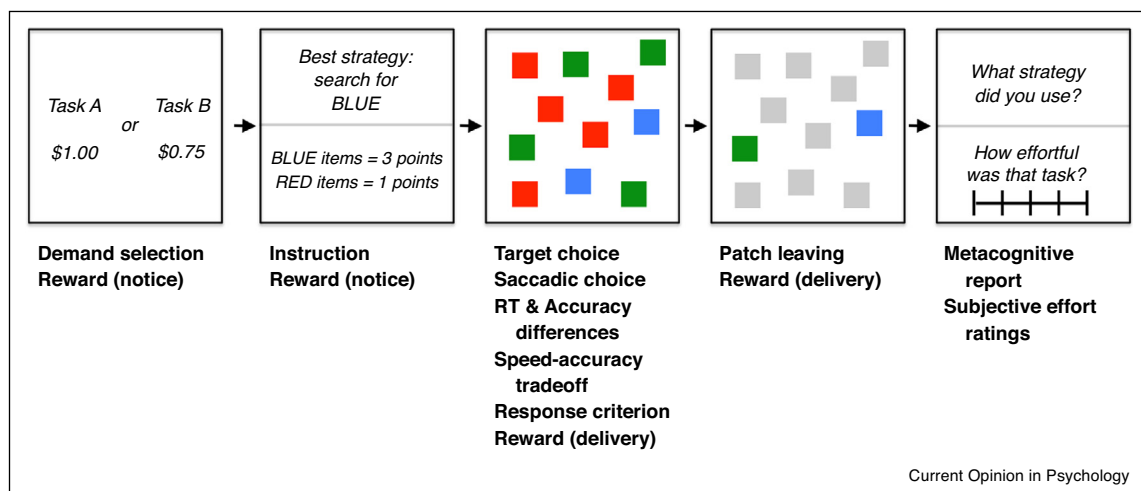 Task A
or
Task B
$1.00
$0.75
Best strategy:
search for
BLUE
BLUE items = 3 points
RED items = 1 points
What strategy
did you use?
How effortful
was that task?
Demand selection
Reward (notice)
Instruction
Reward (notice)
Target choice
Saccadic choice
RT & Accuracy
differences
Speed-accuracy
tradeoff
Response criterion
Reward (delivery)
Patch leaving
Reward (delivery)
Metacognitive
report
Subjective effort
ratings
Current Opinion in Psychology